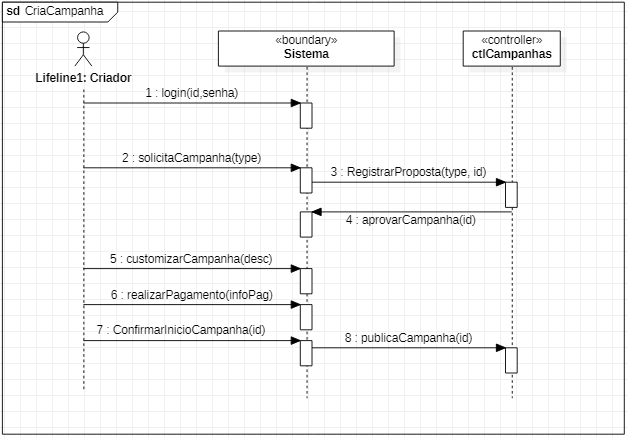 sd CriaCampanha
«boundary»
Sistema
«controller»
ctlCampanhas
Lifeline1: Criador
1 : login(id,senha)
2 : solicitaCampanha(type)
3 : RegistrarProposta(type, id)
4 : aprovarCampanha(id)
5 : customizarCampanha(desc)
6 : realizarPagamento(infoPag)
7 : ConfirmarInicioCampanha(id)
8 : publicaCampanha(id)